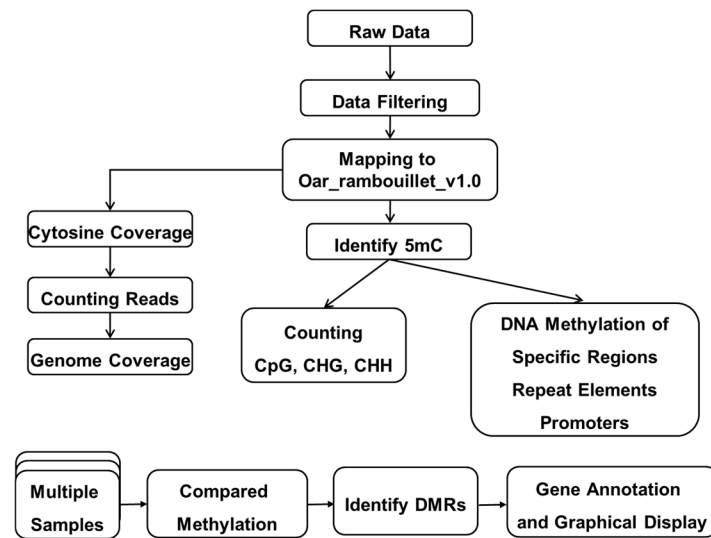 Raw Data
Data Filtering
Mapping to
Oar_rambouillet_v1.0
Cytosine Coverage
Identify 5mC
Counting Reads
Genome Coverage
Counting
CpG, CHG, CHH
DNA Methylation of
Specific Regions
Repeat Elements
Promoters
Multiple
Samples
Compared
Methylation
Identify DMRs
Gene Annotation
and Graphical Display